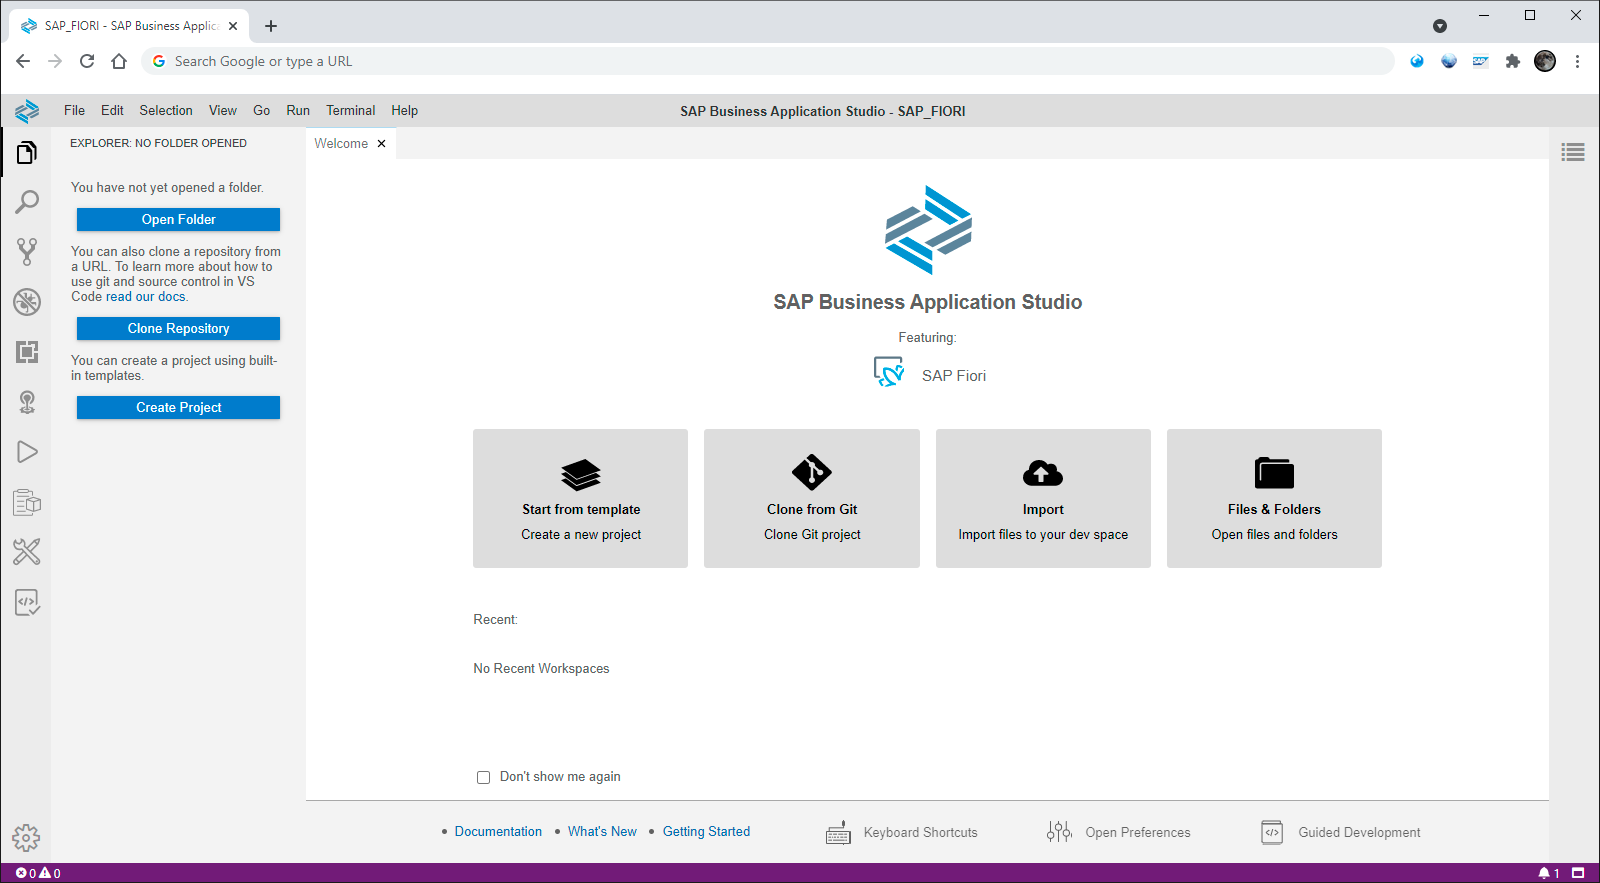 SAP_FIORI - SAP Business Applic
Search Google or type a URL
SAP
File Edit Selection View Go Run Terminal Help
SAP Business Application Studio - SAP_FIORI
EXPLORER: NO FOLDER OPENED
You have not yet opened a folder.
Open Folder
You can also clone a repository from
a URL. To learn more about how to
use git and source control in VS
Code read our docs.
Clone Repository
You can create a project using built-
in templates.
Create Project
Welcome
SAP Business Application Studio
Featuring:
SAP Fiori
Start from template
Create a new project
Clone from Git
Clone Git project
Import
Import files to your dev space
Files & Folders
Open files and folders
Recent:
No Recent Workspaces
Don't show me again
• Documentation • What's New • Getting Started
Keyboard Shortcuts
Open Preferences
Guided Development
0 0
1